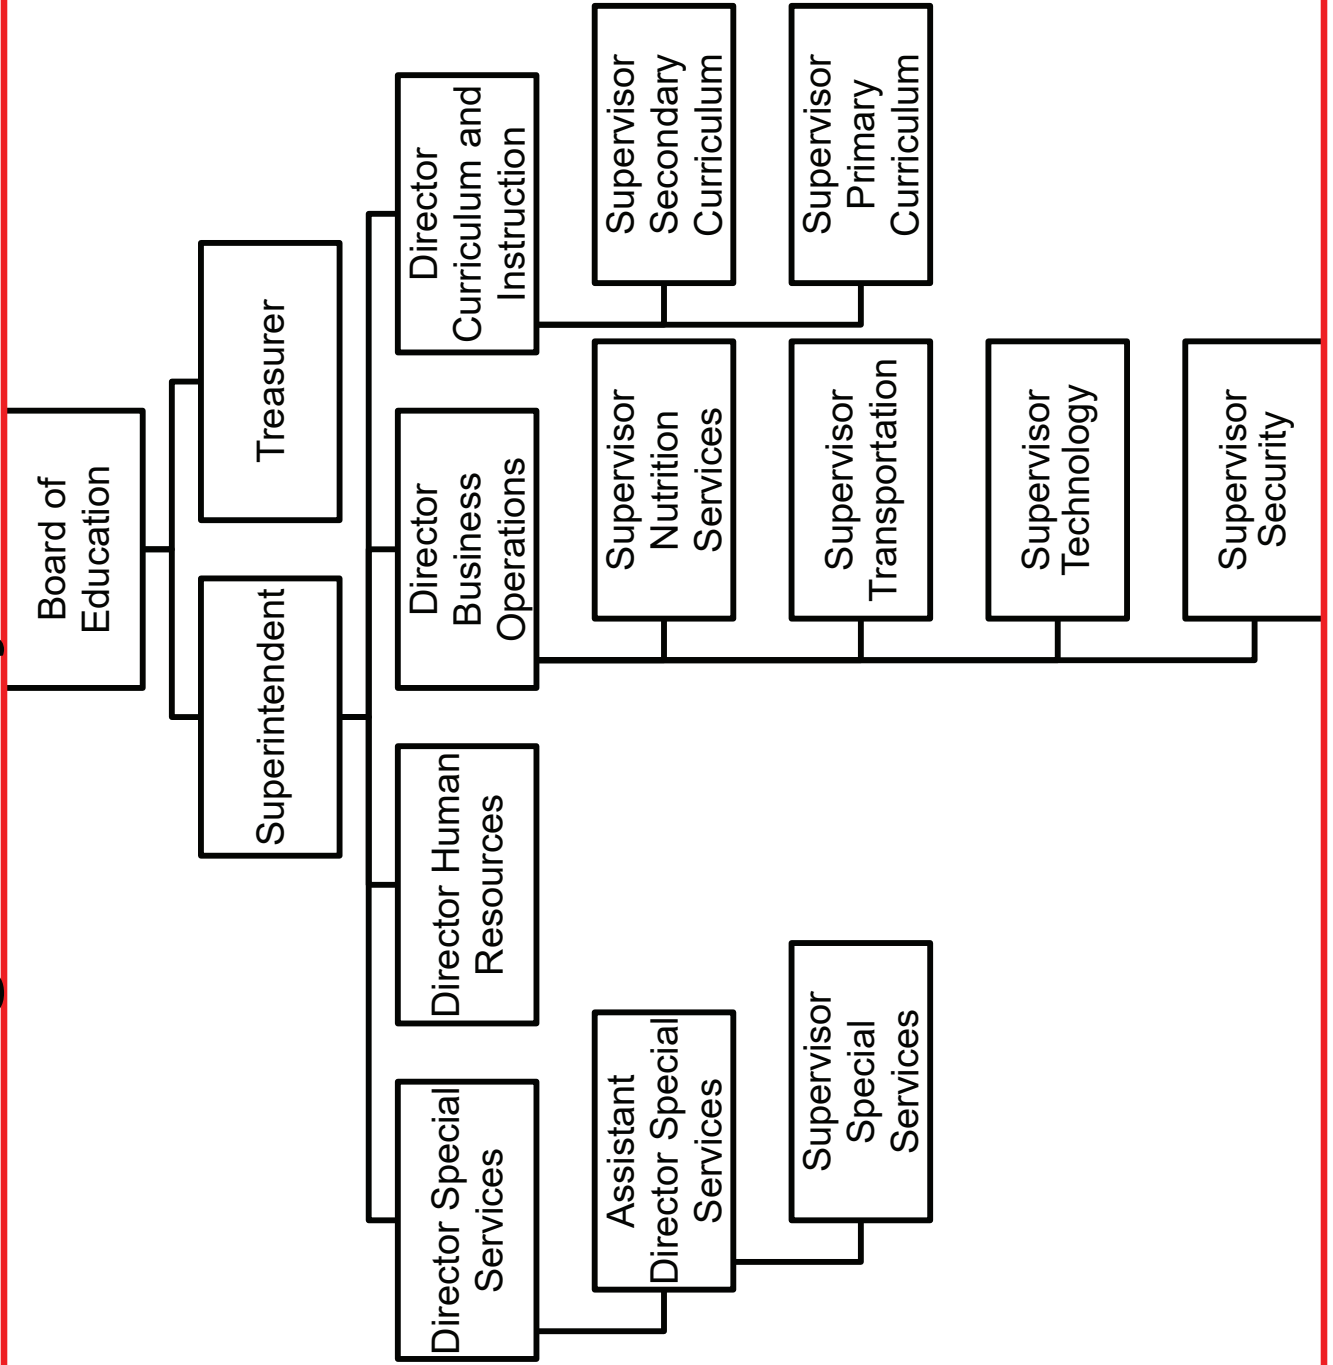 Board of
Education
Superintendent
Treasurer
Director Special
Services
Director Human
Resources
Director
Business
Operations
Director
Curriculum and
Instruction
Assistant
Director Special
Services
Supervisor
Nutrition
Services
Supervisor
Secondary
Curriculum
Supervisor
Special
Services
Supervisor
Transportation
Supervisor
Primary
Curriculum
Supervisor
Technology
Supervisor
Security